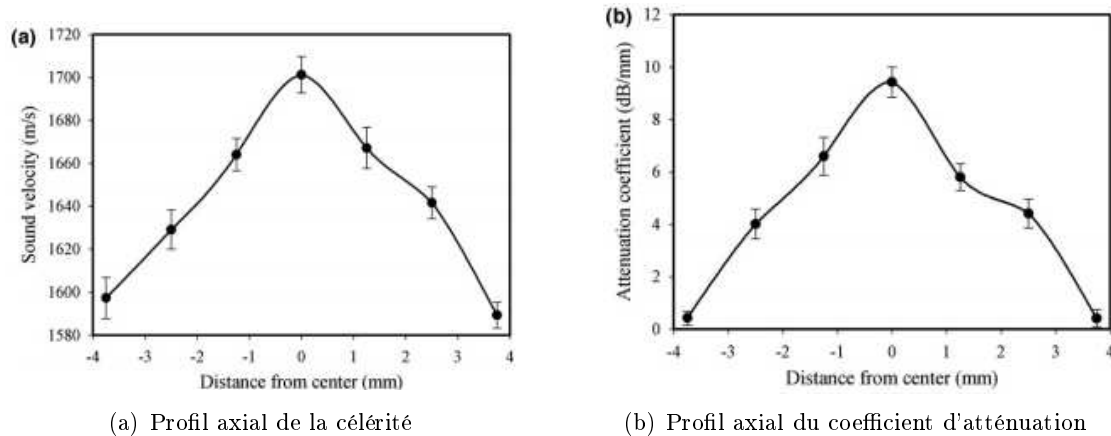 (a)
1720
1700
1680
1660
1640
1620
1600
1580
Sound velocity (m/s)
-4 -3 -2 -1 0 1 2 3 4
Distance from center (mm)
(a) Profil axial de la célérité
(b)
12
10
8
6
4
2
0
Attenuation coefficient (dB/mm)
-4 -3 -2 -1 0 1 2 3 4
Distance from center (mm)
(b) Profil axial du coefficient d'atténuation